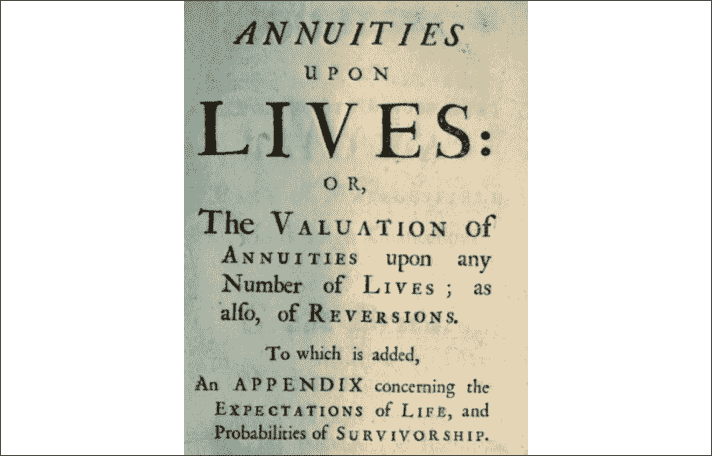 ANNUITIES
UPON
LIVES:
OR,
The VALUATION of
ANNUITIES upon any
Number of LIVES; as
alſo, of REVERSIONS.
To which is added,
An APPENDIX concerning the
EXPECTATIONS of LIFE, and
Probabilities of SURVIVORSHIP.